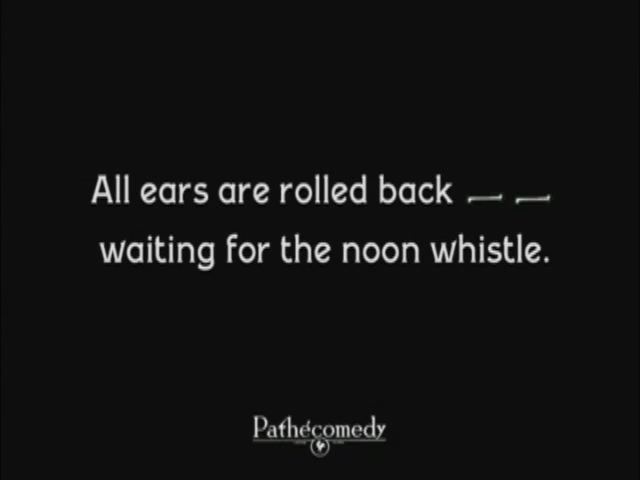 All ears are rolled back — —
waiting for the noon whistle.
Pathécomedy